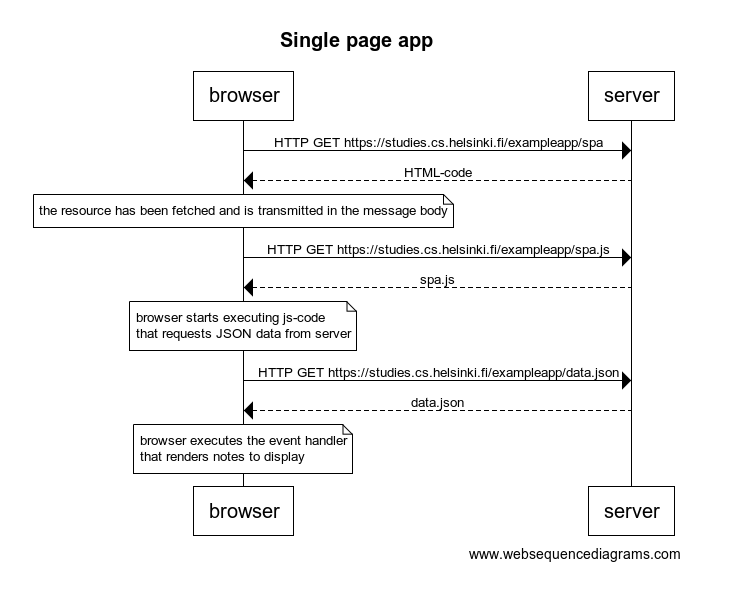 Single page app
browser
server
HTTP GET https://studies.cs.helsinki.fi/exampleapp/spa
HTML-code
the resource has been fetched and is transmitted in the message body
HTTP GET https://studies.cs.helsinki.fi/exampleapp/spa.js
spa.js
browser starts executing js-code
that requests JSON data from server
HTTP GET https://studies.cs.helsinki.fi/exampleapp/data.json
data.json
browser executes the event handler
that renders notes to display
browser
server
www.websequencediagrams.com